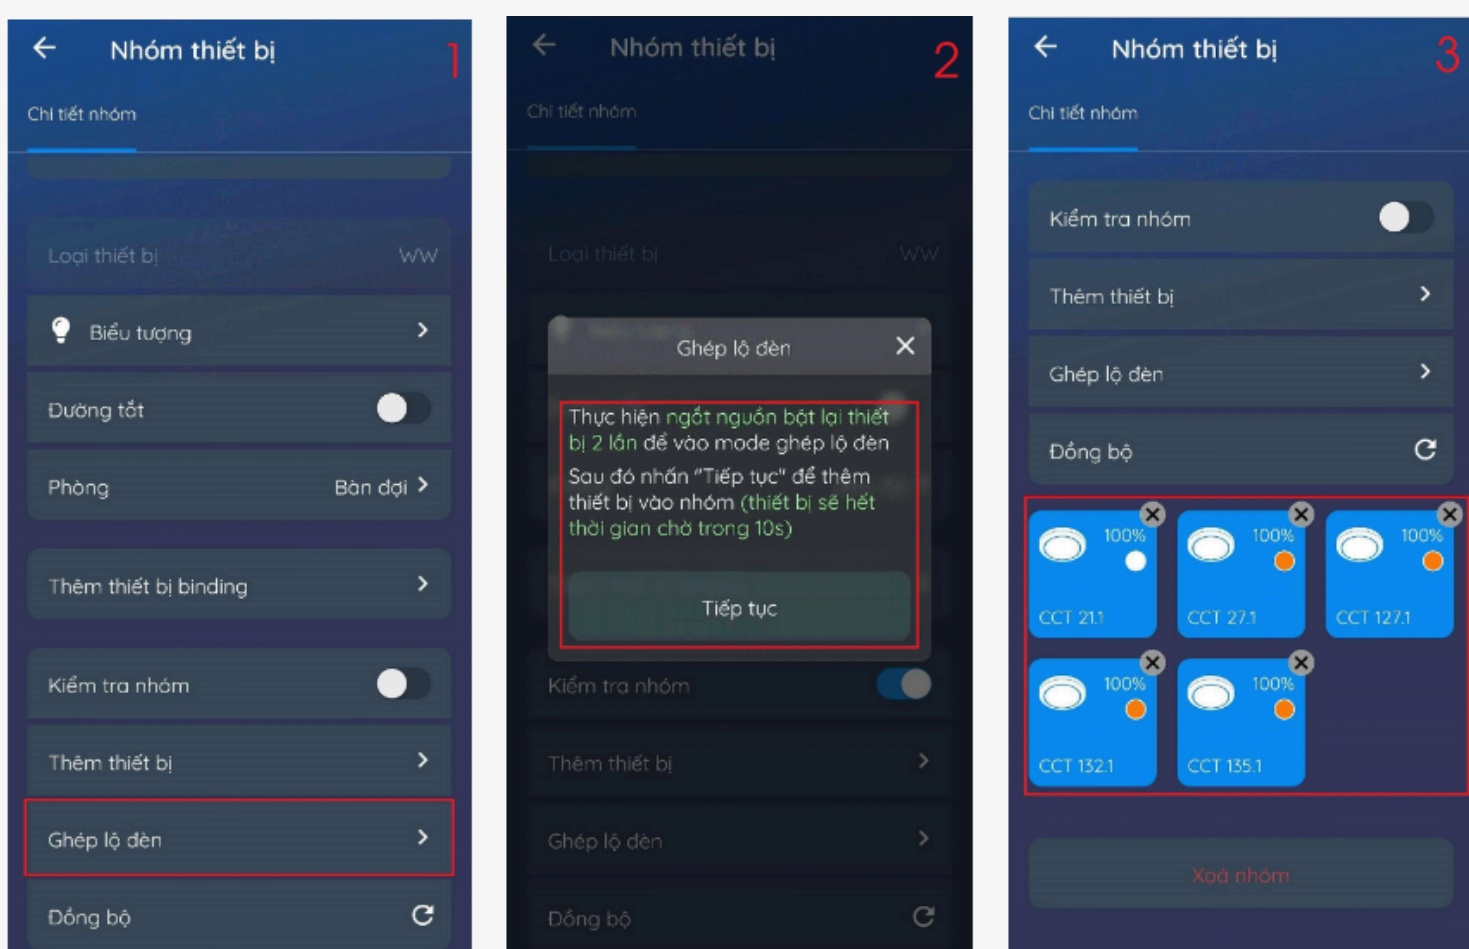 Nhóm thiết bị
1
Chi tiết nhóm
Loại thiết bị
WW
Biểu tượng
Đường tắt
Phòng
Bàn đợi
Thêm thiết bị binding
Kiểm tra nhóm
Thêm thiết bị
Ghép lộ đèn
Đồng bộ
Nhóm thiết bị
2
Chi tiết nhóm
Loại thiết bị
WW
Ghép lộ đèn
Thực hiện ngắt nguồn bật lại thiết
bị 2 lần để vào mode ghép lộ đèn
Sau đó nhấn "Tiếp tục" để thêm
thiết bị vào nhóm (thiết bị sẽ hết
thời gian chờ trong 10s)
Tiếp tục
Kiểm tra nhóm
Thêm thiết bị
Ghép lộ đèn
Đồng bộ
Nhóm thiết bị
3
Chi tiết nhóm
Kiểm tra nhóm
Thêm thiết bị
Ghép lộ đèn
Đồng bộ
100%
CCT 21.1
100%
CCT 27.1
100%
CCT 127.1
100%
CCT 132.1
100%
CCT 135.1
Xoá nhóm